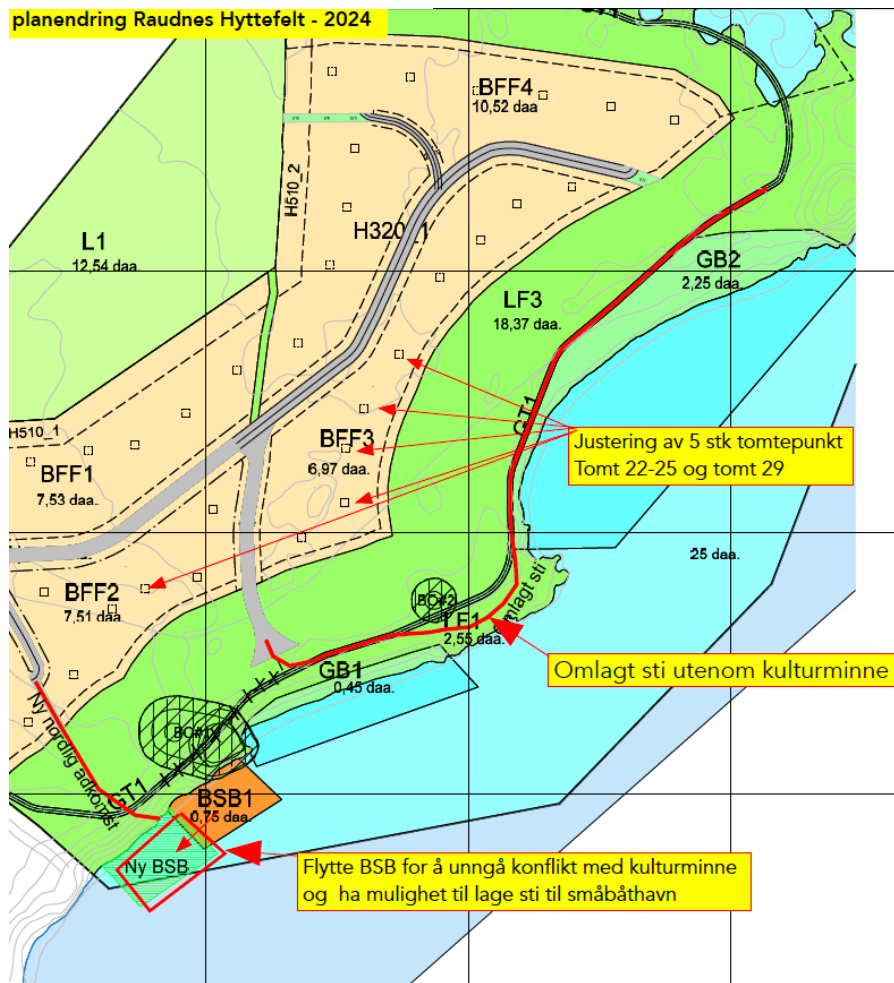 planendring Raudnes Hyttefelt - 2024
BFF4
10,52 daa.
H510_2
H320_1
L1
12,54 daa.
GB2
2,25 daa.
LF3
18,37 daa.
GT1
H510_1
BFF3
6,97 daa.
Justering av 5 stk tomtepunkt
Tomt 22-25 og tomt 29
BFF1
7,53 daa.
25 daa.
BFF2
7,51 daa.
BO#2
LF1
2,55 daa.
Omlagt sti
Omlagt sti utenom kulturminne
GB1
0,45 daa.
Ny nordlig adkomst
GT1
BSB1
0,75 daa.
Ny BSB
Flytte BSB for å unngå konflikt med kulturminne
og ha mulighet til lage sti til småbåthavn